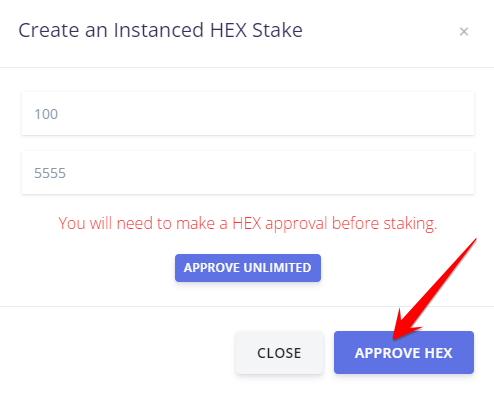 Create an Instanced HEX Stake
×
100
5555
You will need to make a HEX approval before staking.
APPROVE UNLIMITED
CLOSE
APPROVE HEX